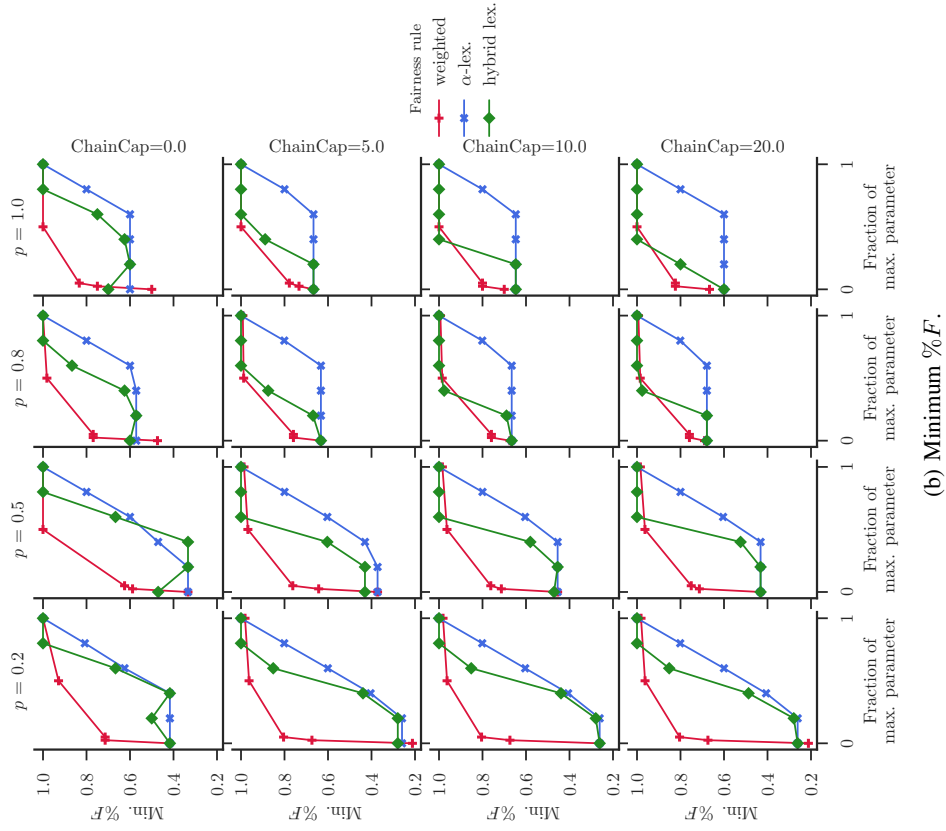 p = 0.2
p = 0.5
p = 0.8
p = 1.0
Min. %F
1.0
0.8
0.6
0.4
0.2
ChainCap=0.0
Min. %F
1.0
0.8
0.6
0.4
0.2
ChainCap=5.0
Min. %F
1.0
0.8
0.6
0.4
0.2
ChainCap=10.0
Min. %F
1.0
0.8
0.6
0.4
0.2
ChainCap=20.0
0 1
0 1
0 1
0 1
Fraction of
max. parameter
Fraction of
max. parameter
Fraction of
max. parameter
Fraction of
max. parameter
Fairness rule
weighted
α-lex.
hybrid lex.
(b) Minimum %F.